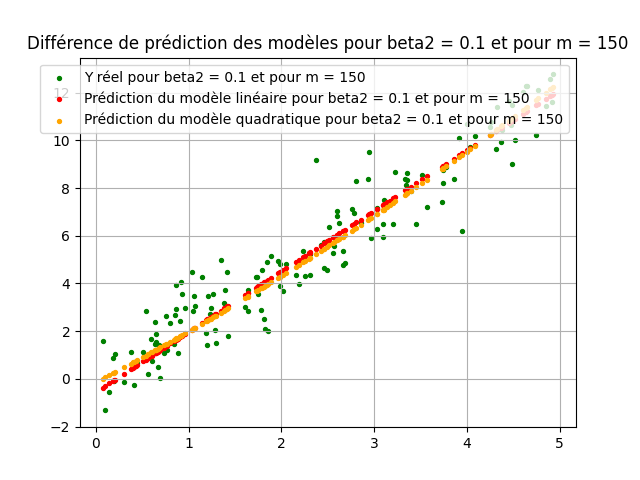 Différence de prédiction des modèles pour beta2 = 0.1 et pour m = 150
Y réel pour beta2 = 0.1 et pour m = 150
Prédiction du modèle linéaire pour beta2 = 0.1 et pour m = 150
Prédiction du modèle quadratique pour beta2 = 0.1 et pour m = 150
12
10
8
6
4
2
0
−2
0 1 2 3 4 5